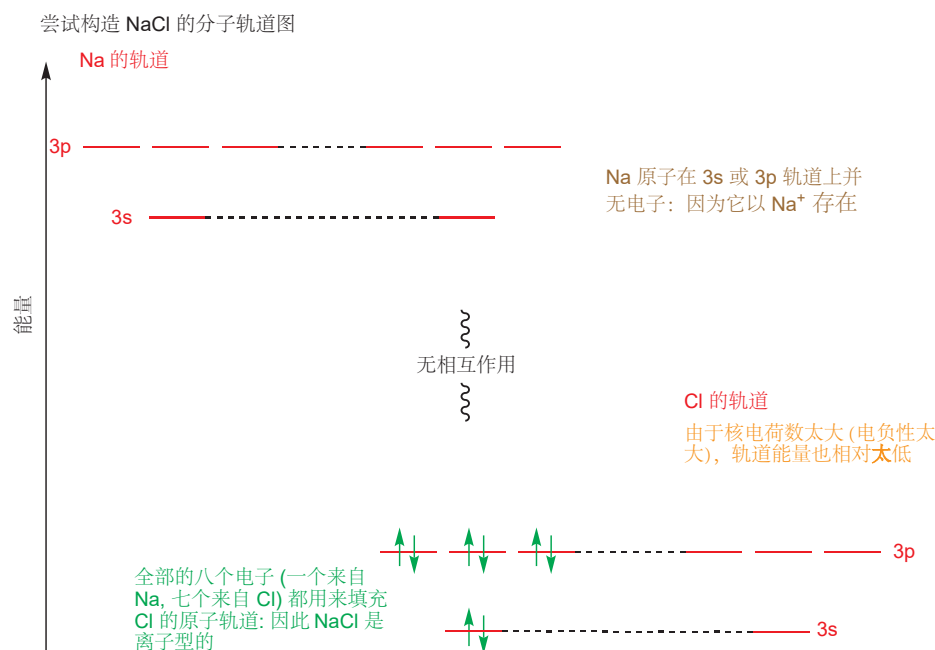 尝试构造 NaCl 的分子轨道图
Na 的轨道
3p
Na 原子在 3s 或 3p 轨道上并
无电子：因为它以 Na⁺ 存在
3s
能量
无相互作用
Cl 的轨道
由于核电荷数太大 (电负性太
大)，轨道能量也相对太低
3p
全部的八个电子 (一个来自
Na, 七个来自 Cl) 都用来填充
Cl 的原子轨道: 因此 NaCl 是
离子型的
3s